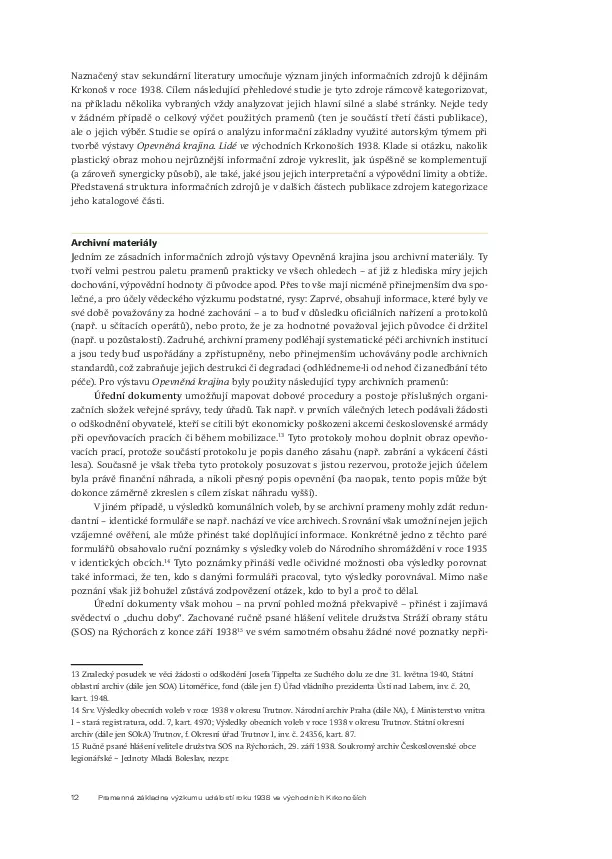 Naznačený stav sekundární literatury umocňuje význam jiných informačních zdrojů k dějinám
Krkonoš v roce 1938. Cílem následující přehledové studie je tyto zdroje rámcově kategorizovat,
na příkladu několika vybraných vždy analyzovat jejich hlavní silné a slabé stránky. Nejde tedy
v žádném případě o celkový výčet použitých pramenů (ten je součástí třetí části publikace),
ale o jejich výběr. Studie se opírá o analýzu informační základny využité autorským týmem při
tvorbě výstavy Opevněná krajina. Lidé ve východních Krkonoších 1938. Klade si otázku, nakolik
plastický obraz mohou nejrůznější informační zdroje vykreslit, jak úspěšně se komplementují
(a zároveň synergicky působí), ale také, jaké jsou jejich interpretační a výpovědní limity a obtíže.
Představená struktura informačních zdrojů je v dalších částech publikace zdrojem kategorizace
jeho katalogové části.
Archivní materiály
Jedním ze zásadních informačních zdrojů výstavy Opevněná krajina jsou archivní materiály. Ty
tvoří velmi pestrou paletu pramenů prakticky ve všech ohledech – ať již z hlediska míry jejich
dochování, výpovědní hodnoty či původce apod. Přes to vše mají nicméně přinejmenším dva spo-
lečné, a pro účely vědeckého výzkumu podstatné, rysy: Zaprvé, obsahují informace, které byly ve
své době považovány za hodné zachování – a to buď v důsledku oficiálních nařízení a protokolů
(např. u sčítacích operátů), nebo proto, že je za hodnotné považoval jejich původce či držitel
(např. u pozůstalostí). Zadruhé, archivní prameny podléhají systematické péči archivních institucí
a jsou tedy buď uspořádány a zpřístupněny, nebo přinejmenším uchovávány podle archivních
standardů, což zabraňuje jejich destrukci či degradaci (odhlédneme-li od nehod či zanedbání této
péče). Pro výstavu Opevněná krajina byly použity následující typy archivních pramenů:
Úřední dokumenty umožňují mapovat dobové procedury a postoje příslušných organi-
začních složek veřejné správy, tedy úřadů. Tak např. v prvních válečných letech podávali žádosti
o odškodnění obyvatelé, kteří se cítili být ekonomicky poškozeni akcemi československé armády
při opevňovacích pracích či během mobilizace.13 Tyto protokoly mohou doplnit obraz opevňo-
vacích prací, protože součástí protokolu je popis daného zásahu (např. zabrání a vykácení části
lesa). Současně je však třeba tyto protokoly posuzovat s jistou rezervou, protože jejich účelem
byla právě finanční náhrada, a nikoli přesný popis opevnění (ba naopak, tento popis může být
dokonce záměrně zkreslen s cílem získat náhradu vyšší).
V jiném případě, u výsledků komunálních voleb, by se archivní prameny mohly zdát redun-
dantní – identické formuláře se např. nachází ve více archivech. Srovnání však umožní nejen jejich
vzájemné ověření, ale může přinést také doplňující informace. Konkrétně jedno z těchto paré
formulářů obsahovalo ruční poznámky s výsledky voleb do Národního shromáždění v roce 1935
v identických obcích.14 Tyto poznámky přináší vedle očividné možnosti oba výsledky porovnat
také informaci, že ten, kdo s danými formuláři pracoval, tyto výsledky porovnával. Mimo naše
poznání však již bohužel zůstává zodpovězení otázek, kdo to byl a proč to dělal.
Úřední dokumenty však mohou – na první pohled možná překvapivě – přinést i zajímavá
svědectví o „duchu doby“. Zachované ručně psané hlášení velitele družstva Stráží obrany státu
(SOS) na Rýchorách z konce září 193815 ve svém samotném obsahu žádné nové poznatky nepři-
13 Znalecký posudek ve věci žádosti o odškodění Josefa Tippelta ze Suchého dolu ze dne 31. května 1940, Státní
oblastní archiv (dále jen SOA) Litoměřice, fond (dále jen f.) Úřad vládního prezidenta Ústí nad Labem, inv. č. 20,
kart. 1948.
14 Srv. Výsledky obecních voleb v roce 1938 v okresu Trutnov. Národní archiv Praha (dále NA), f. Ministerstvo vnitra
I – stará registratura, odd. 7, kart. 4970; Výsledky obecních voleb v roce 1938 v okresu Trutnov. Státní okresní
archiv (dále jen SOkA) Trutnov, f. Okresní úřad Trutnov I, inv. č. 24356, kart. 87.
15 Ručně psané hlášení velitele družstva SOS na Rýchorách, 29. září 1938. Soukromý archiv Československé obce
legionářské – Jednoty Mladá Boleslav, nezpr.
12 Pramenná základna výzkumu událostí roku 1938 ve východních Krkonoších